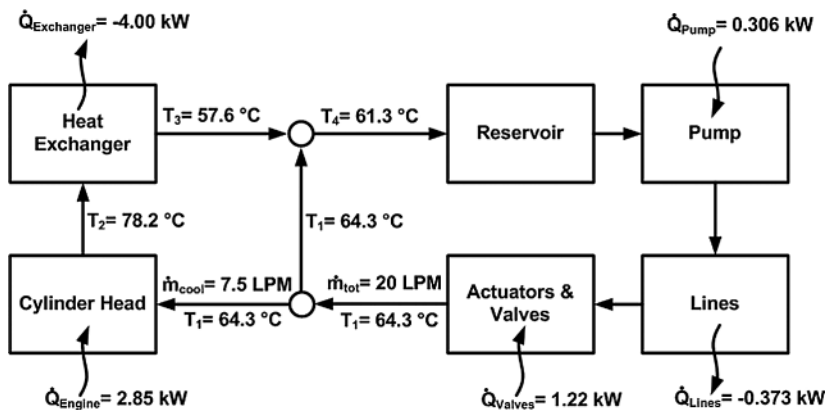 Q̇Exchanger= -4.00 kW
Q̇Pump= 0.306 kW
Heat
Exchanger
T3= 57.6 °C
T4= 61.3 °C
Reservoir
Pump
T2= 78.2 °C
T1= 64.3 °C
Cylinder Head
ṁcool= 7.5 LPM
T1= 64.3 °C
ṁtot= 20 LPM
T1= 64.3 °C
Actuators &
Valves
Lines
Q̇Engine= 2.85 kW
Q̇Valves= 1.22 kW
Q̇Lines= -0.373 kW